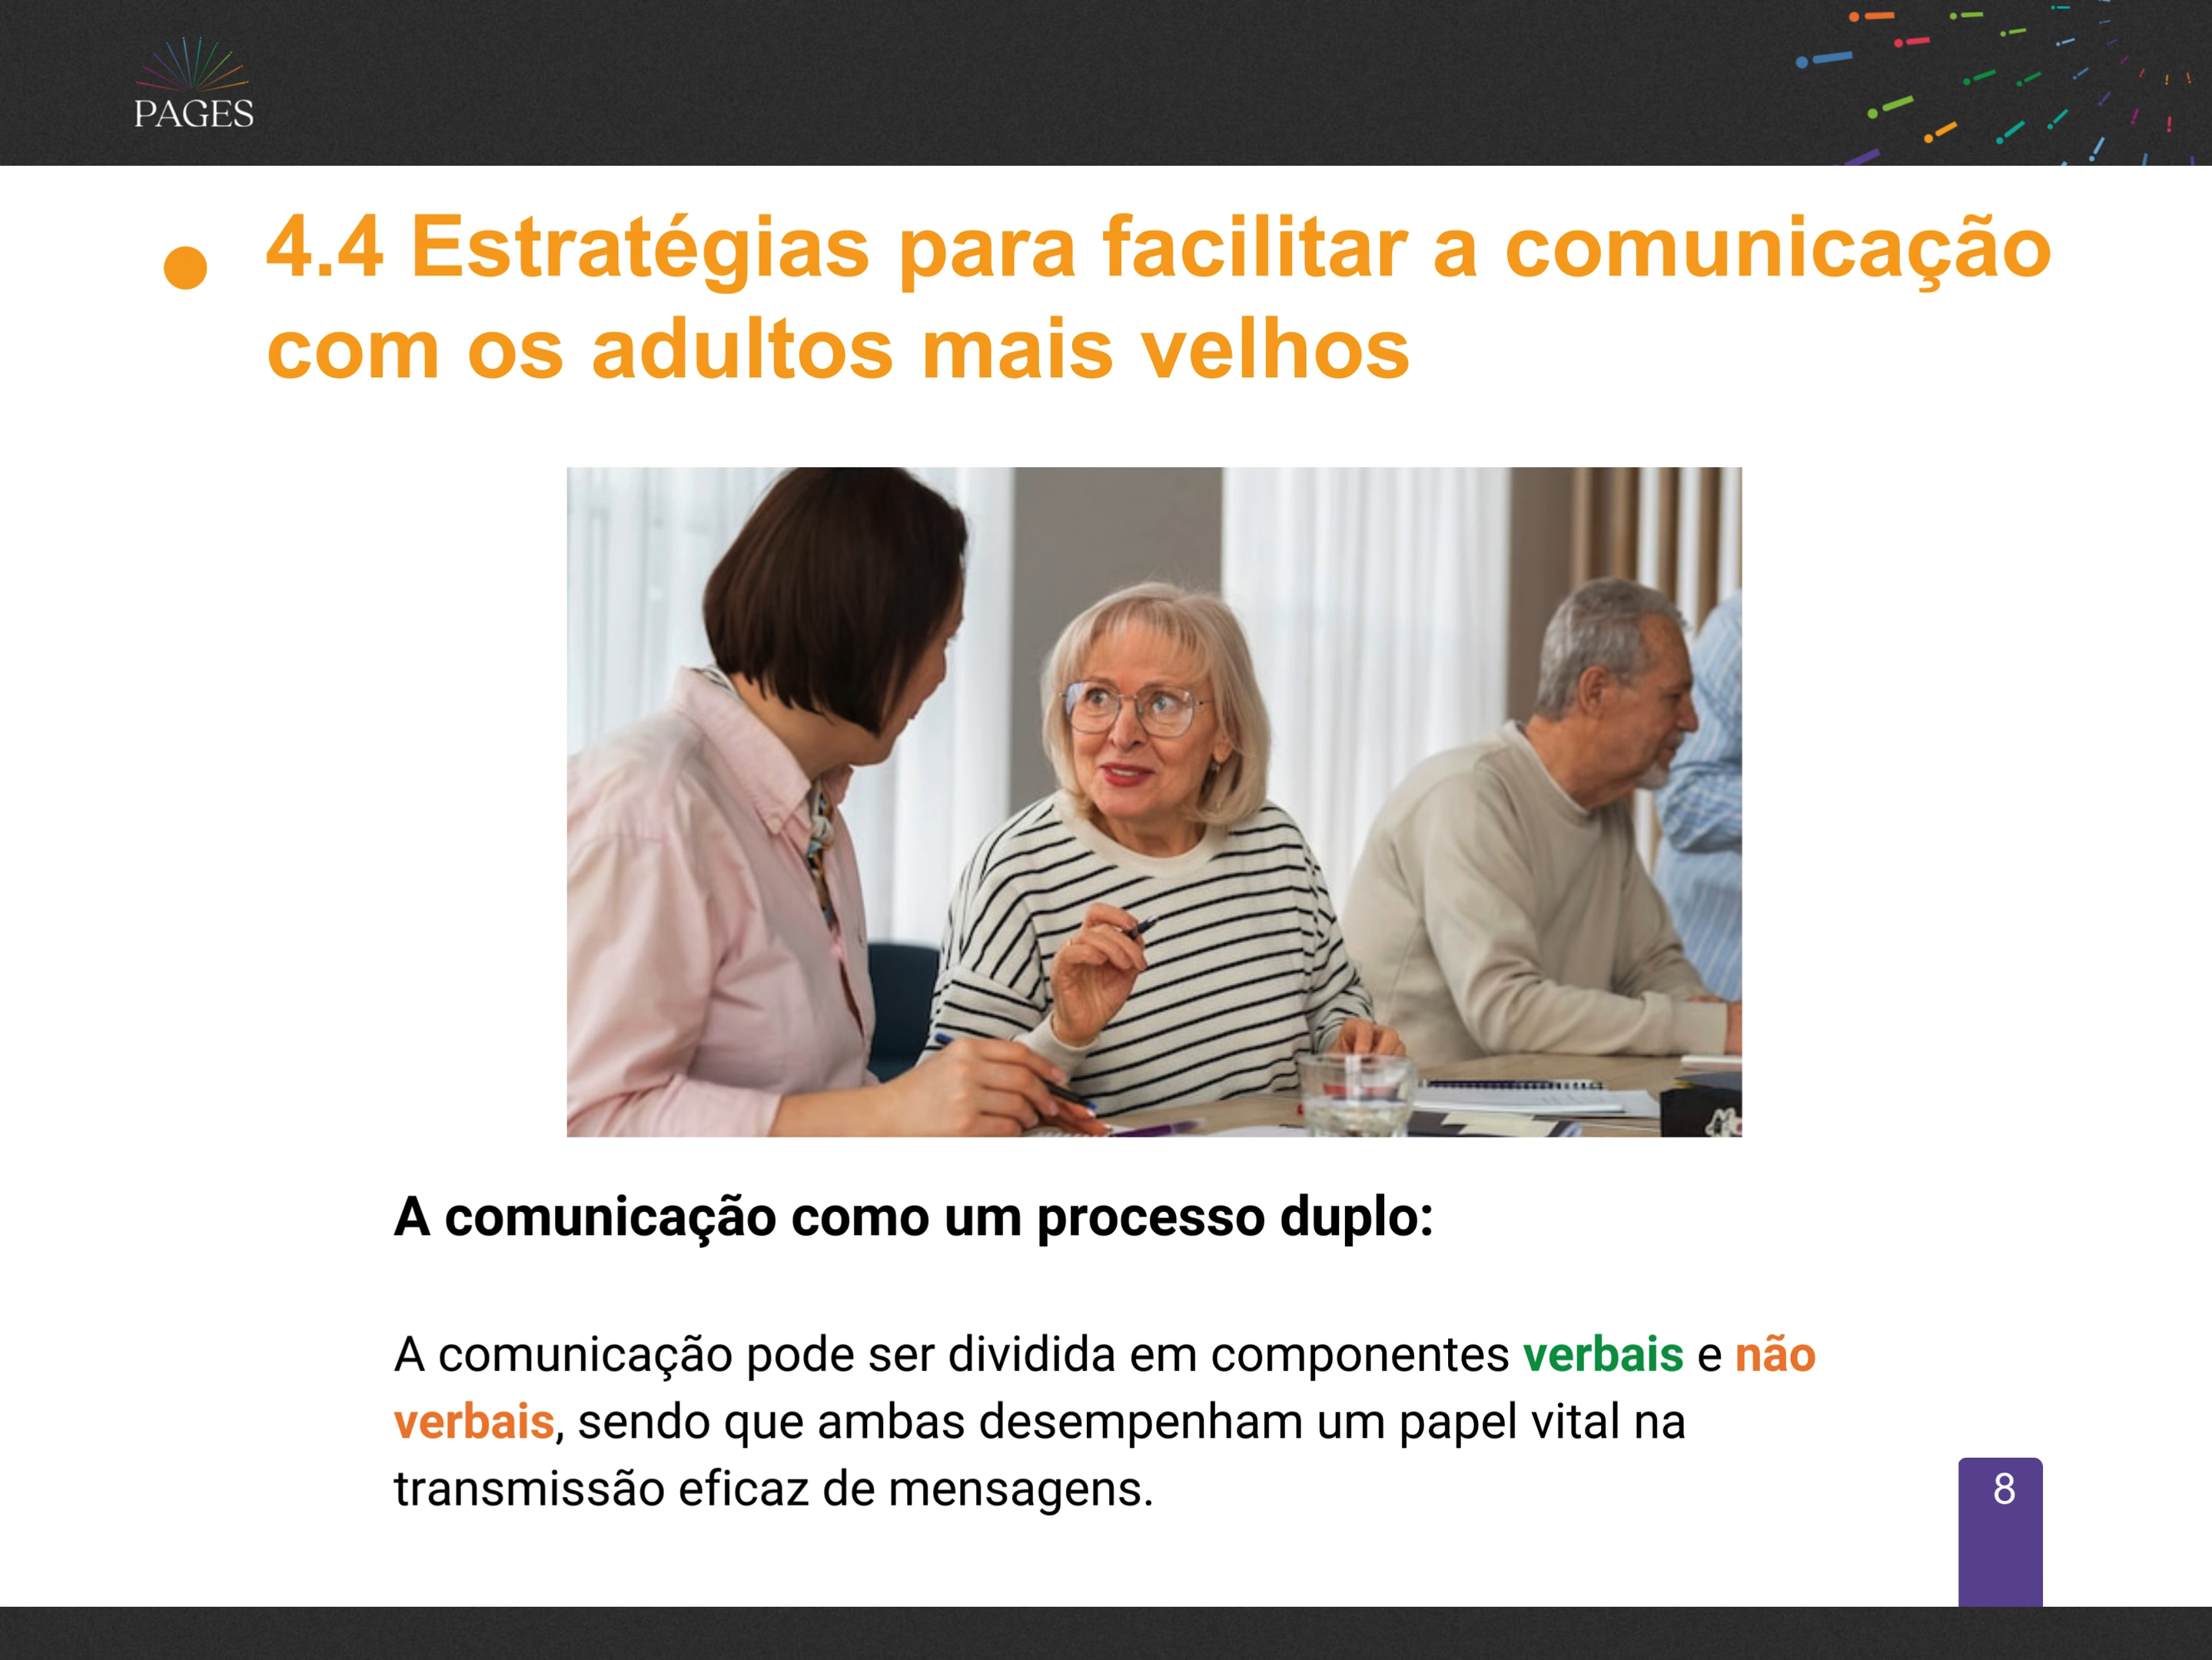 PAGES
4.4 Estratégias para facilitar a comunicação
com os adultos mais velhos
A comunicação como um processo duplo:
A comunicação pode ser dividida em componentes verbais e não
verbais, sendo que ambas desempenham um papel vital na
transmissão eficaz de mensagens.
8